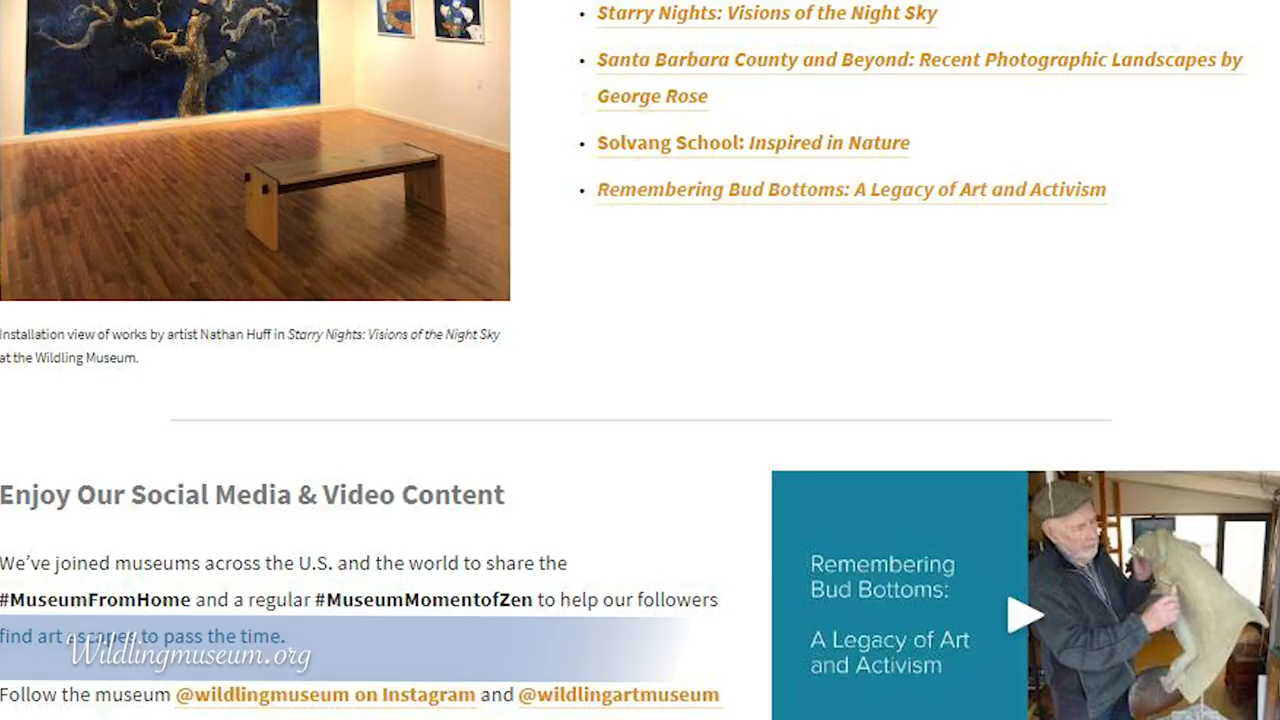 Starry Nights: Visions of the Night Sky
Santa Barbara County and Beyond: Recent Photographic Landscapes by
George Rose
Solvang School: Inspired in Nature
Remembering Bud Bottoms: A Legacy of Art and Activism
Installation view of works by artist Nathan Huff in Starry Nights: Visions of the Night Sky
at the Wildling Museum.
Enjoy Our Social Media & Video Content
We've joined museums across the U.S. and the world to share the
#MuseumFromHome and a regular #MuseumMomentofZen to help our followers
find art escapes to pass the time.
Wildlingmuseum.org
Follow the museum @wildlingmuseum on Instagram and @wildlingartmuseum
Remembering
Bud Bottoms:
A Legacy of Art
and Activism